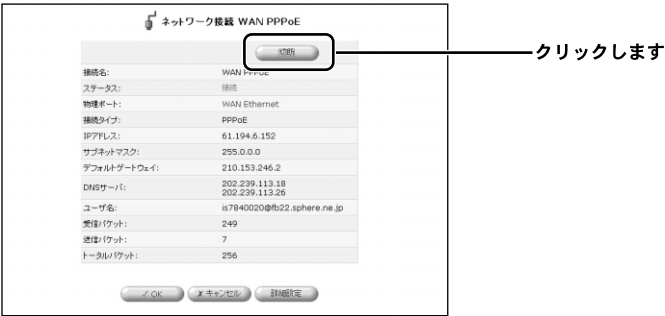 ネットワーク接続 WAN PPPoE
切断
クリックします
接続名: WAN PPPoE
ステータス: 接続
物理ポート: WAN Ethernet
接続タイプ: PPPoE
IPアドレス: 61.194.6.152
サブネットマスク: 255.0.0.0
デフォルトゲートウェイ: 210.153.246.2
DNSサーバ: 202.239.113.18
202.239.113.26
ユーザ名: is7840020@fb22.sphere.ne.jp
受信パケット: 249
送信パケット: 7
トータルパケット: 256
✓ OK
✗ キャンセル
詳細設定